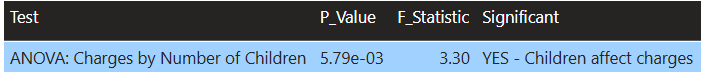 Test P_Value F_Statistic Significant
ANOVA: Charges by Number of Children 5.79e-03 3.30 YES - Children affect charges